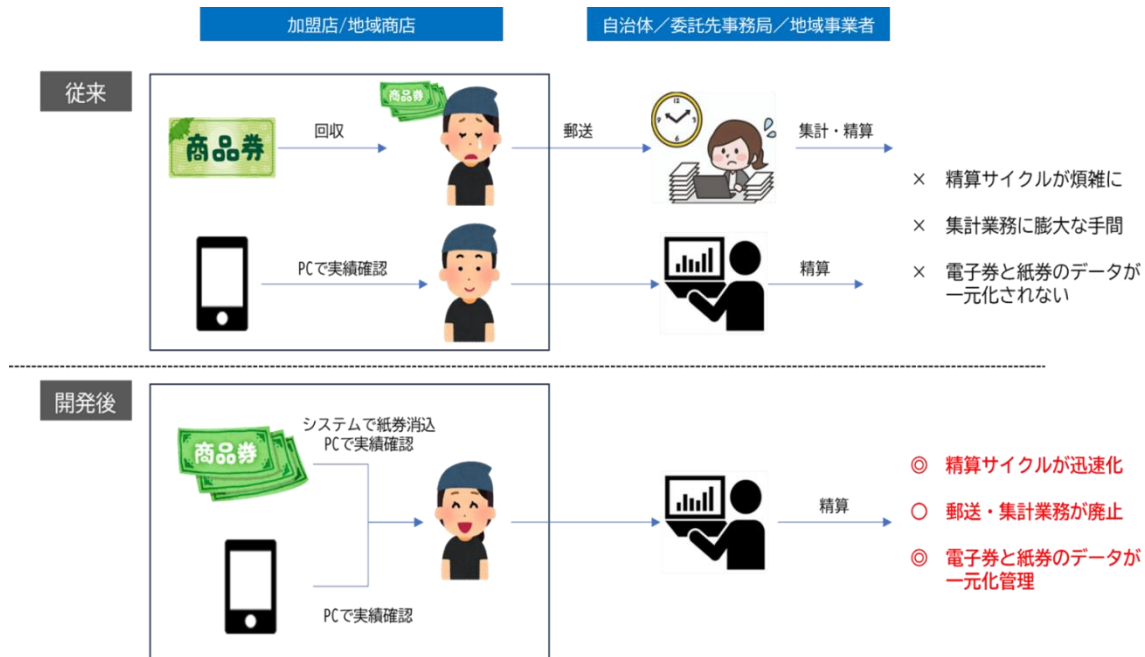 加盟店/地域商店
自治体／委託先事務局／地域事業者
従来
商品券
回収
商品券
郵送
12
9
3
6
集計・精算
PCで実績確認
精算
× 精算サイクルが煩雑に
× 集計業務に膨大な手間
× 電子券と紙券のデータが
一元化されない
開発後
商品券
システムで紙券消込
PCで実績確認
PCで実績確認
精算
◎ 精算サイクルが迅速化
○ 郵送・集計業務が廃止
◎ 電子券と紙券のデータが
一元化管理